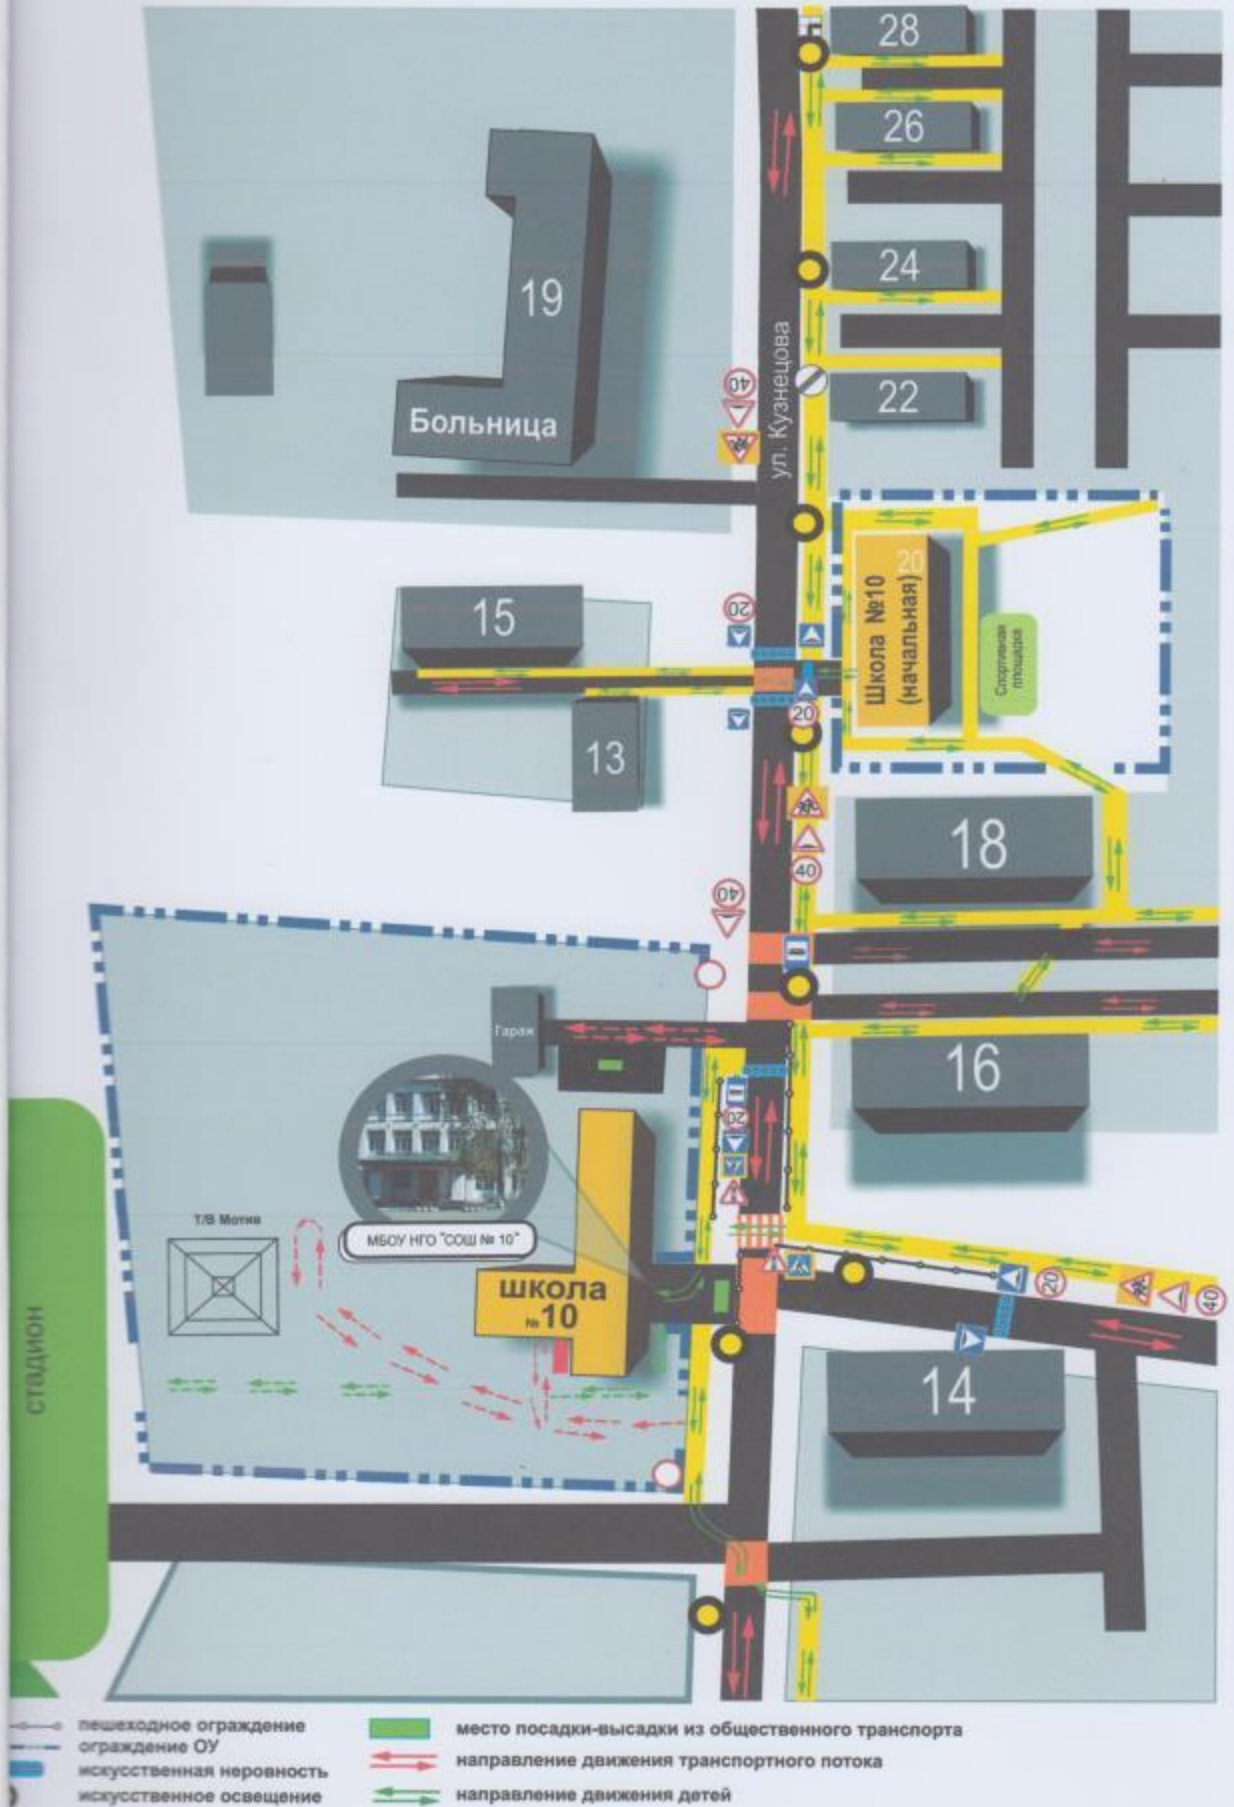 28
26
24
22
19
Больница
ул. Кузнецова
40
20
Школа №10
(начальная)
20
Спортивная
площадка
15
13
20
18
40
40
Гараж
16
20
Т/В Мотив
МБОУ НГО "СОШ № 10"
школа
№10
20
40
14
стадион
пешеходное ограждение
ограждение ОУ
искусственная неровность
искусственное освещение
место посадки-высадки из общественного транспорта
направление движения транспортного потока
направление движения детей